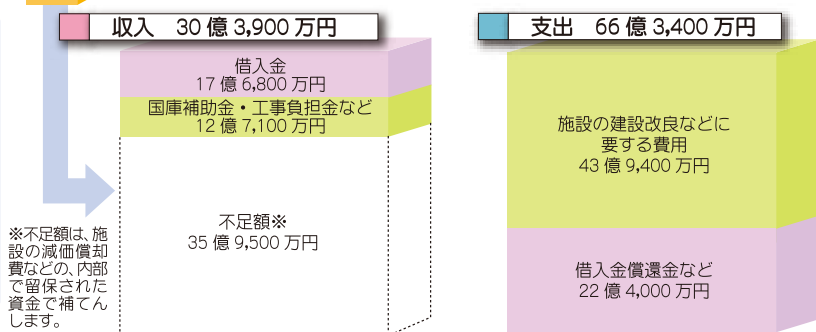 収入 30億3,900万円
借入金
17億6,800万円
国庫補助金・工事負担金など
12億7,100万円
不足額※
35億9,500万円
※不足額は、施
設の減価償却
費などの、内部
で留保された
資金で補てん
します。
支出 66億3,400万円
施設の建設改良などに
要する費用
43億9,400万円
借入金償還金など
22億4,000万円